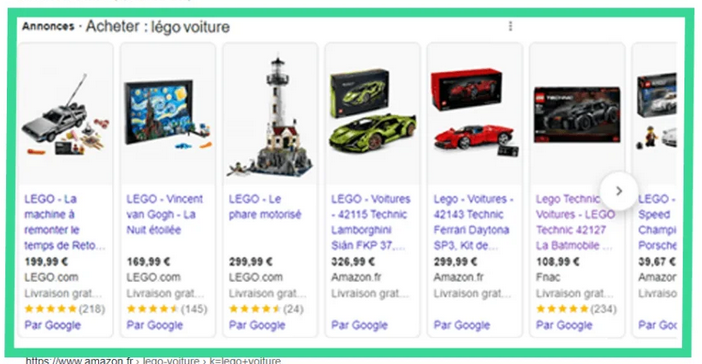 Annonces · Acheter : légo voiture
LEGO - La
machine à
remonter le
temps de Reto...
199,99 €
LEGO.com
Livraison grat...
(218)
Par Google
LEGO - Vincent
van Gogh - La
Nuit étoilée
169,99 €
LEGO.com
Livraison grat...
(145)
Par Google
LEGO - Le
phare motorisé
299,99 €
LEGO.com
Livraison grat...
(24)
Par Google
LEGO - Voitures
- 42115 Technic
Lamborghini
Sián FKP 37,...
326,99 €
Amazon.fr
Livraison grat...
Par Google
Lego - Voitures -
42143 Technic
Ferrari Daytona
SP3, Kit de...
299,99 €
Amazon.fr
Livraison grat...
Par Google
Lego Technic
Voitures - LEGO
Technic 42127
La Batmobile ...
108,99 €
Fnac
Livraison grat...
(234)
Par Google
LEGO -
Speed
Champi
Porsche
39,67 €
Amazon
Livraiso
Par Goo
https://www.amazon.fr › lego-voiture › k=lego+voiture